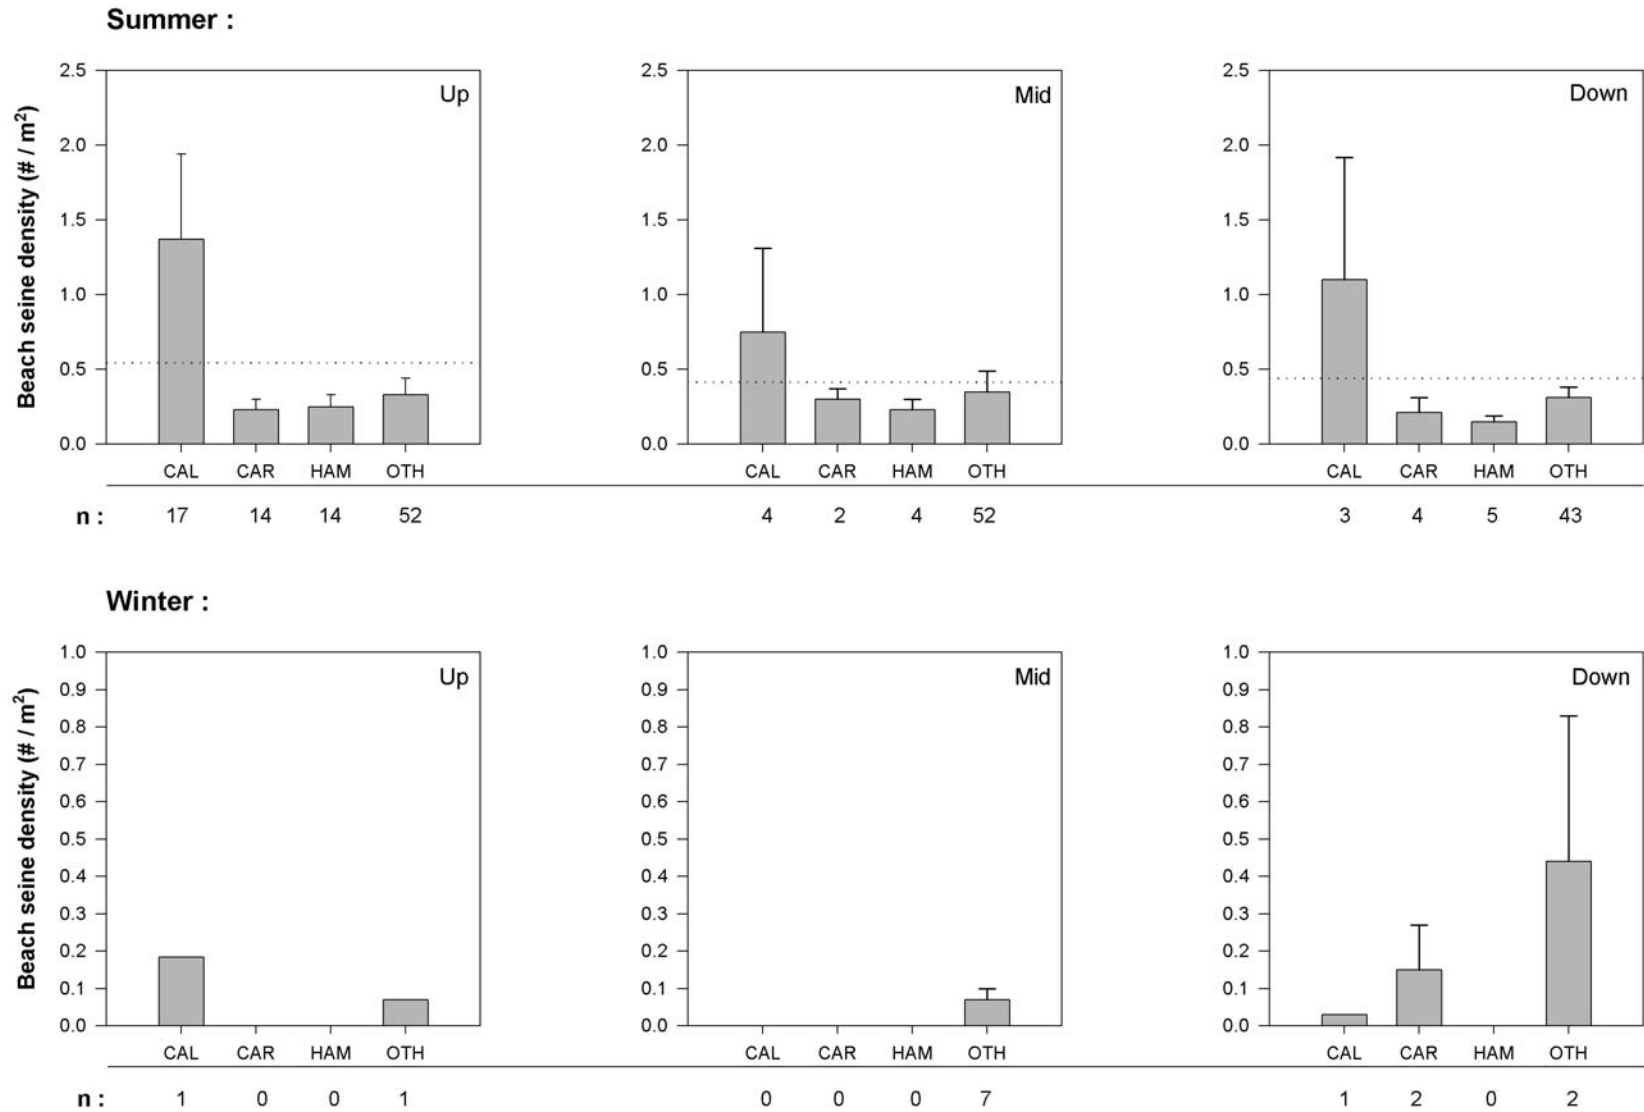 Summer :
Up
Mid
Down
Beach seine density (# / m²)
2.5
2.0
1.5
1.0
0.5
0.0
2.5
2.0
1.5
1.0
0.5
0.0
2.5
2.0
1.5
1.0
0.5
0.0
CAL CAR HAM OTH
CAL CAR HAM OTH
CAL CAR HAM OTH
n : 17 14 14 52 4 2 4 52 3 4 5 43
Winter :
Up
Mid
Down
Beach seine density (# / m²)
1.0
0.9
0.8
0.7
0.6
0.5
0.4
0.3
0.2
0.1
0.0
1.0
0.9
0.8
0.7
0.6
0.5
0.4
0.3
0.2
0.1
0.0
1.0
0.9
0.8
0.7
0.6
0.5
0.4
0.3
0.2
0.1
0.0
CAL CAR HAM OTH
CAL CAR HAM OTH
CAL CAR HAM OTH
n : 1 0 0 1 0 0 0 7 1 2 0 2